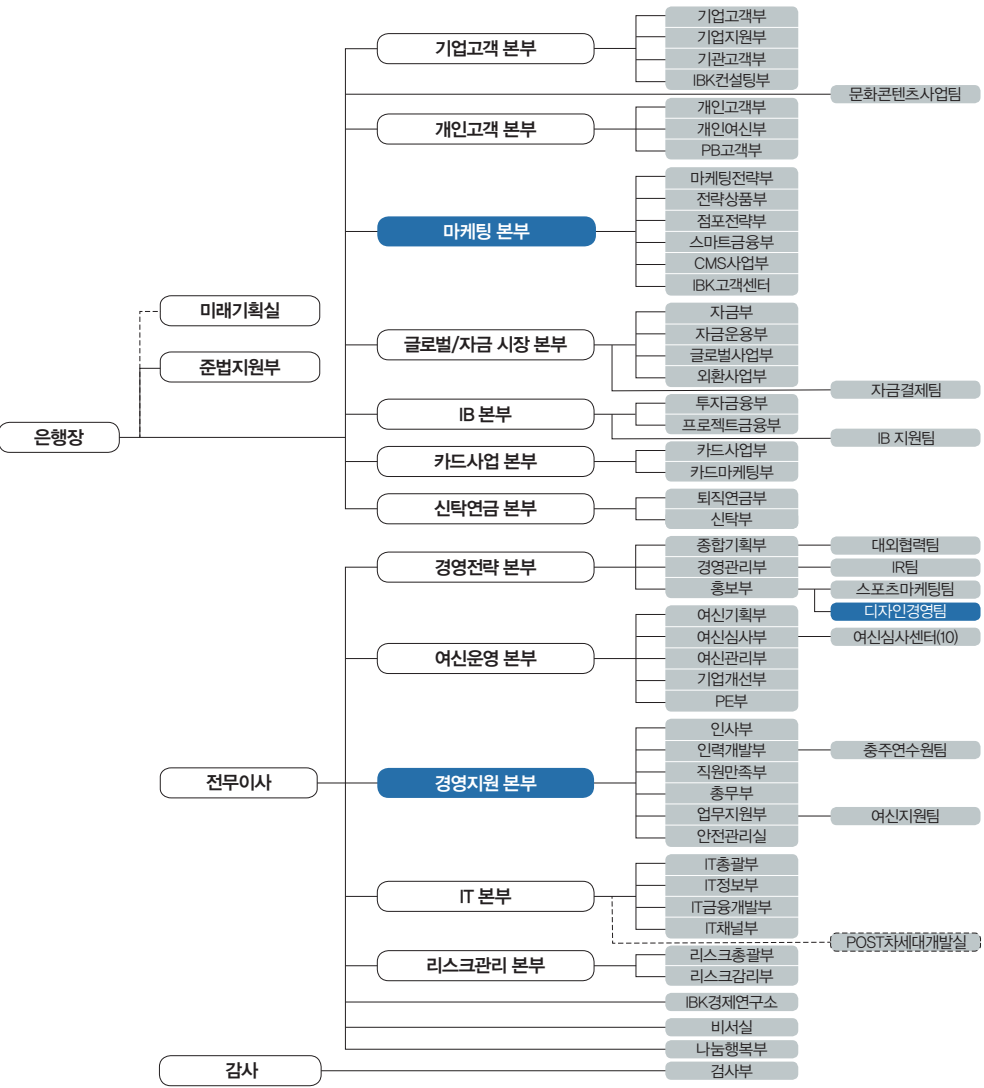 기업고객부
기업지원부
기업고객 본부
기관고객부
IBK컨설팅부
문화콘텐츠사업팀
개인고객부
개인고객 본부
개인여신부
PB고객부
마케팅전략부
전략상품부
점포전략부
마케팅 본부
스마트금융부
CMS사업부
IBK고객센터
미래기획실
자금부
자금운용부
글로벌/자금 시장 본부
글로벌사업부
외환사업부
준법지원부
자금결제팀
투자금융부
IB 본부
프로젝트금융부
은행장
IB 지원팀
카드사업부
카드사업 본부
카드마케팅부
퇴직연금부
신탁연금 본부
신탁부
종합기획부
대외협력팀
경영전략 본부
경영관리부
IR팀
홍보부
스포츠마케팅팀
디자인경영팀
여신기획부
여신심사부
여신심사센터(10)
여신운영 본부
여신관리부
기업개선부
PE부
인사부
인력개발부
충주연수원팀
직원만족부
전무이사
경영지원 본부
총무부
업무지원부
여신지원팀
안전관리실
IT총괄부
IT정보부
IT 본부
IT금융개발부
IT채널부
POST차세대개발실
리스크총괄부
리스크관리 본부
리스크감리부
IBK경제연구소
비서실
나눔행복부
감사
검사부